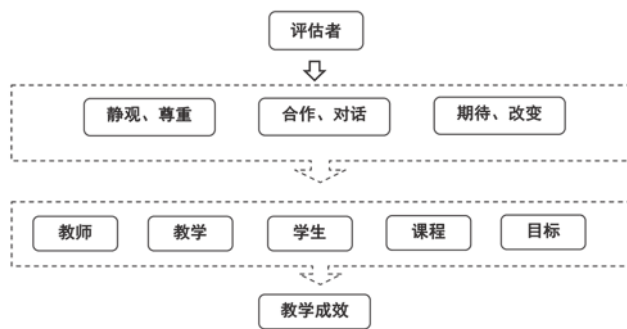 评估者
静观、尊重 合作、对话 期待、改变
教师 教学 学生 课程 目标
教学成效